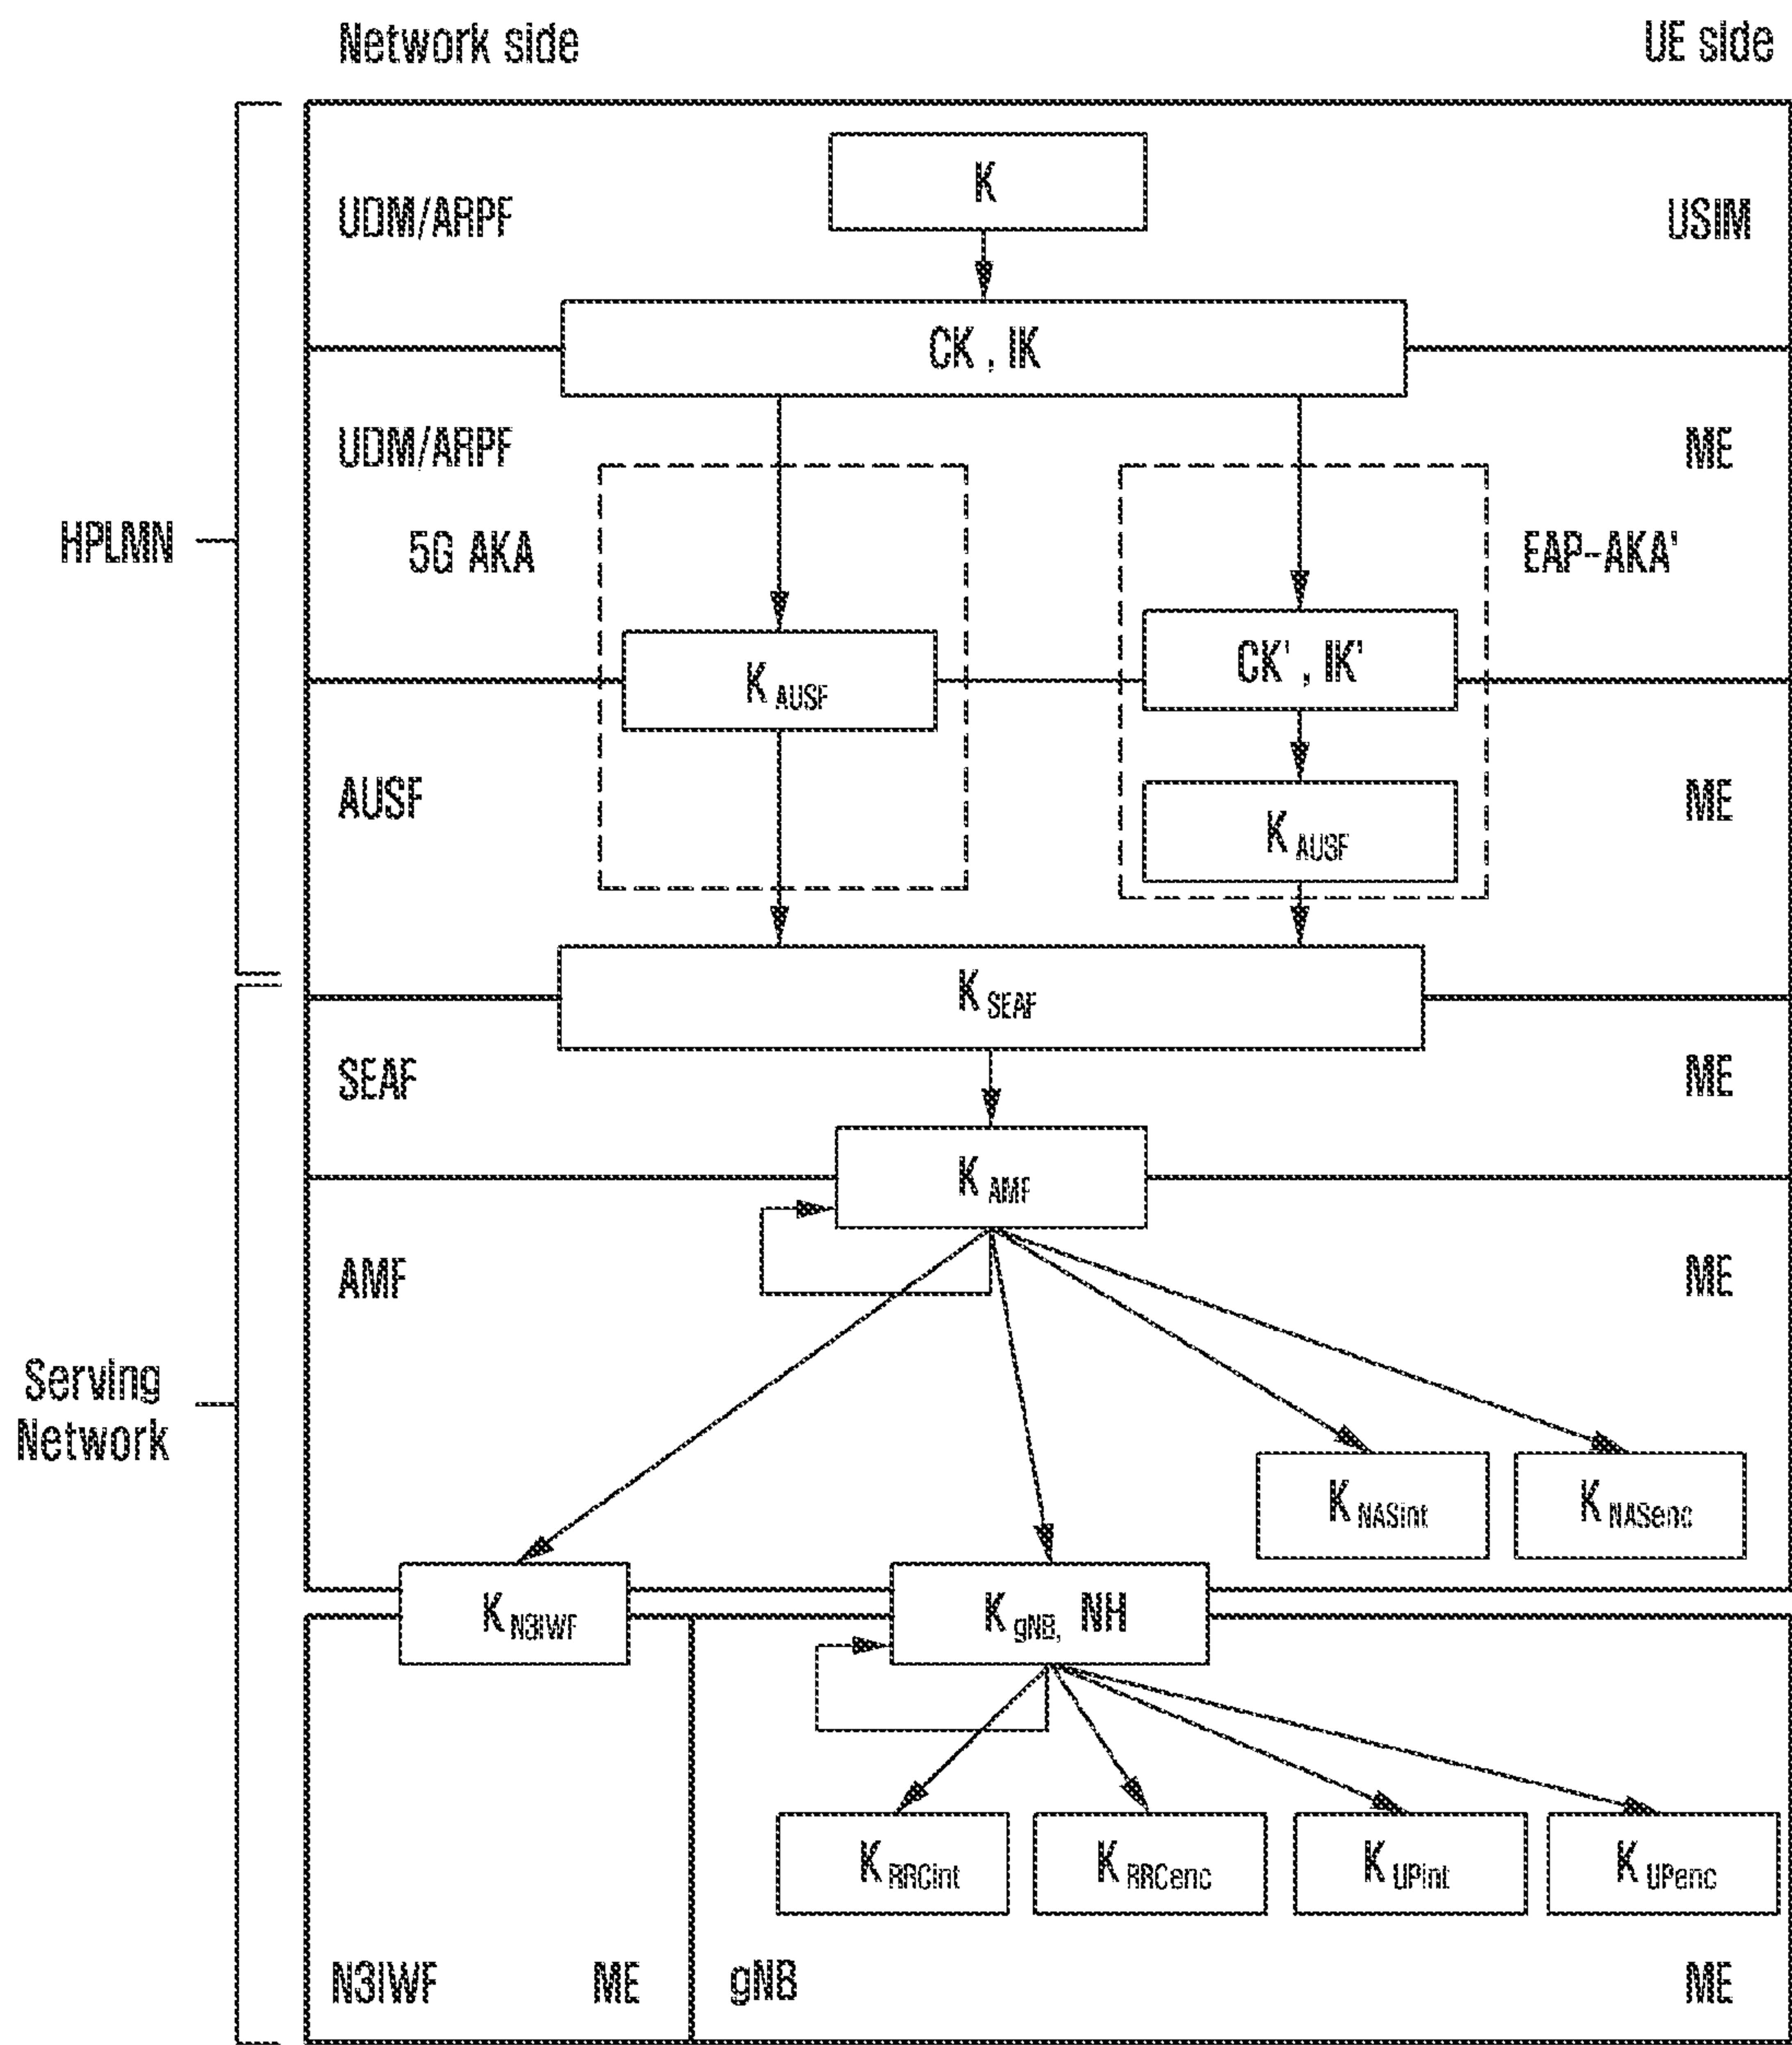 Network side
UE side
K
UDM/ARPF
USIM
CK , IK
UDM/ARPF
ME
HPLMN
5G AKA
EAP-AKA'
K AUSF
CK' , IK'
AUSF
ME
K AUSF
K SEAF
SEAF
ME
K AMF
AMF
ME
Serving
Network
K NASint
K NASenc
K N3IWF
K gNB, NH
K RRCint
K RRCenc
K UPint
K UPenc
N3IWF
ME
gNB
ME